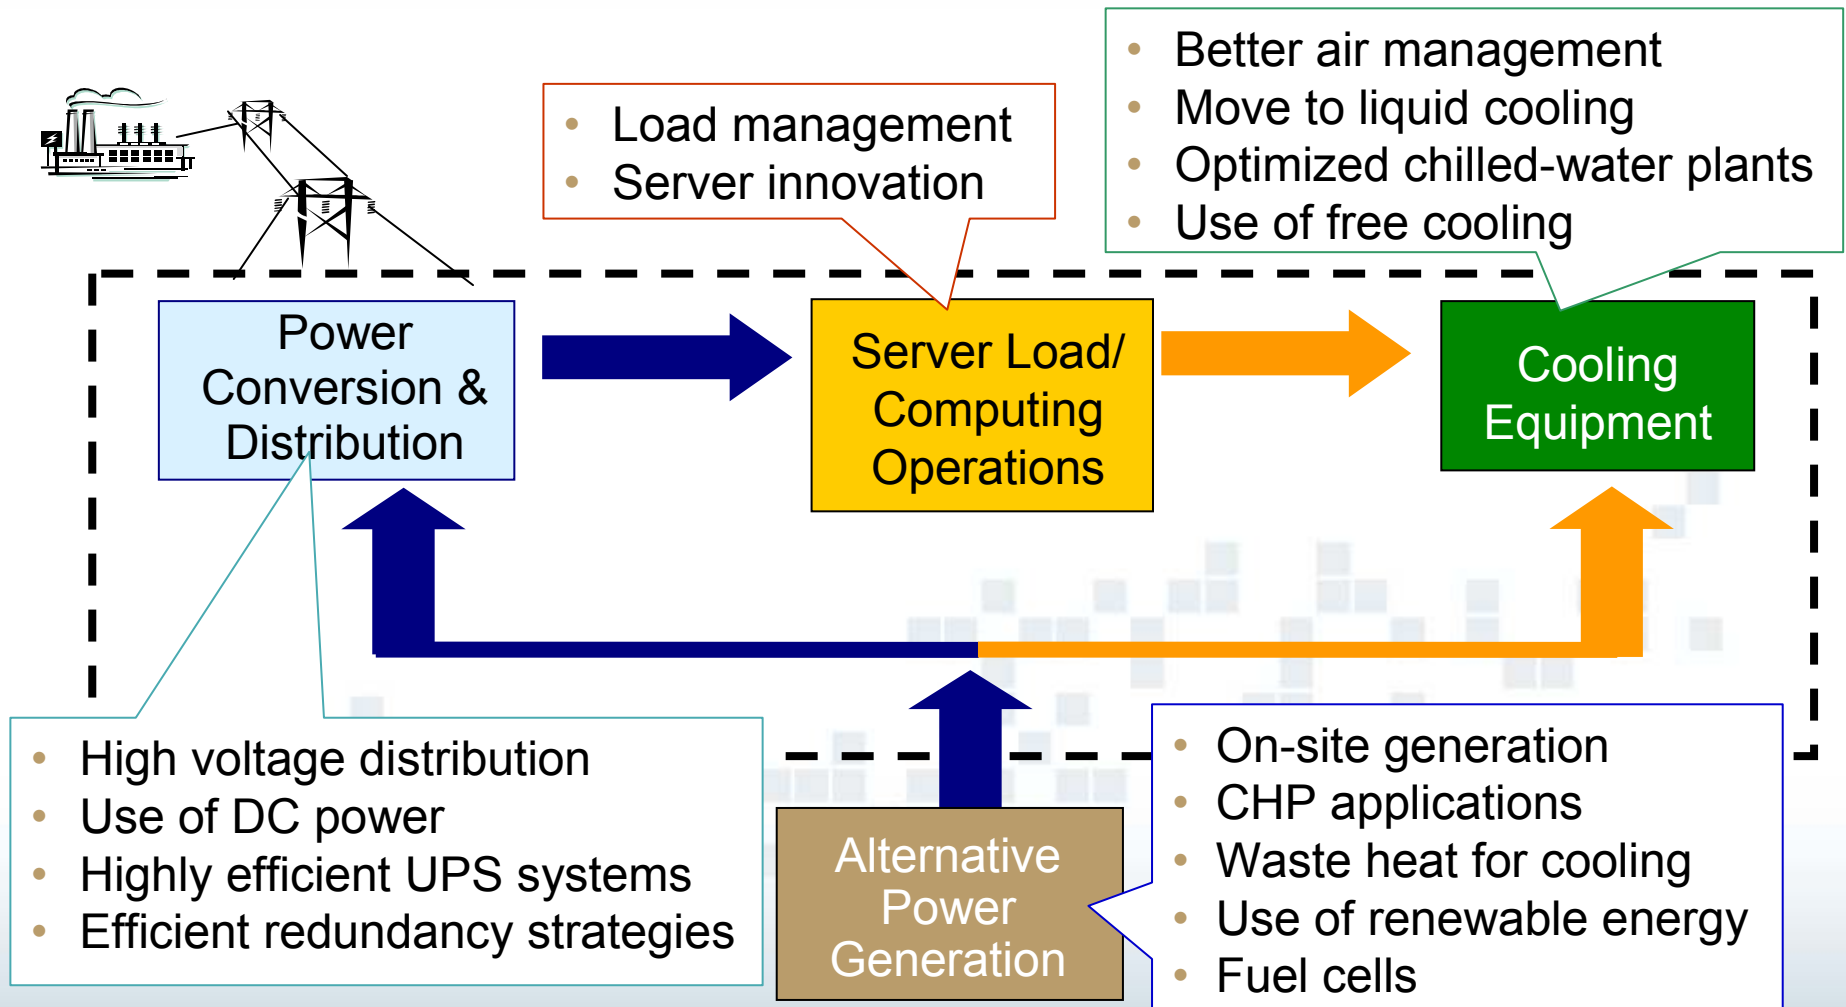 • Load management
• Server innovation
• Better air management
• Move to liquid cooling
• Optimized chilled-water plants
• Use of free cooling
Power
Conversion &
Distribution
Server Load/
Computing
Operations
Cooling
Equipment
• High voltage distribution
• Use of DC power
• Highly efficient UPS systems
• Efficient redundancy strategies
Alternative
Power
Generation
• On-site generation
• CHP applications
• Waste heat for cooling
• Use of renewable energy
• Fuel cells